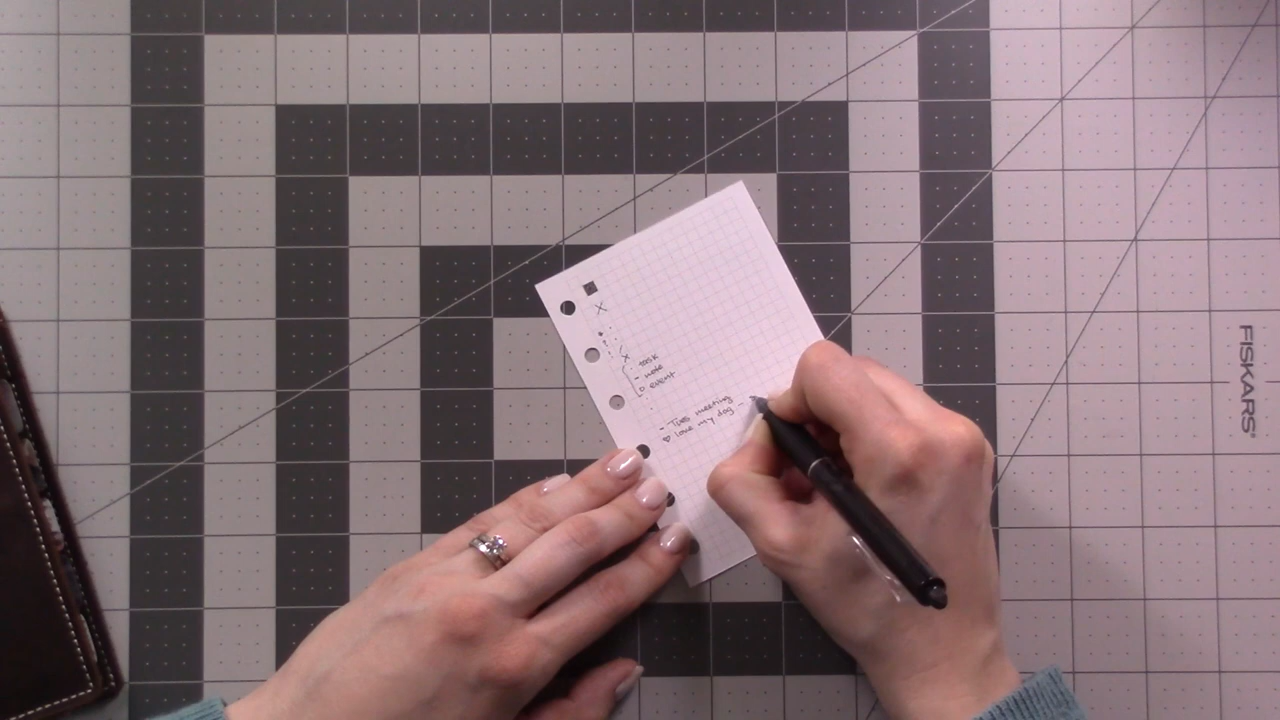 X
· task
- note
o event
- Tues meeting
love my dog -
FISKARS